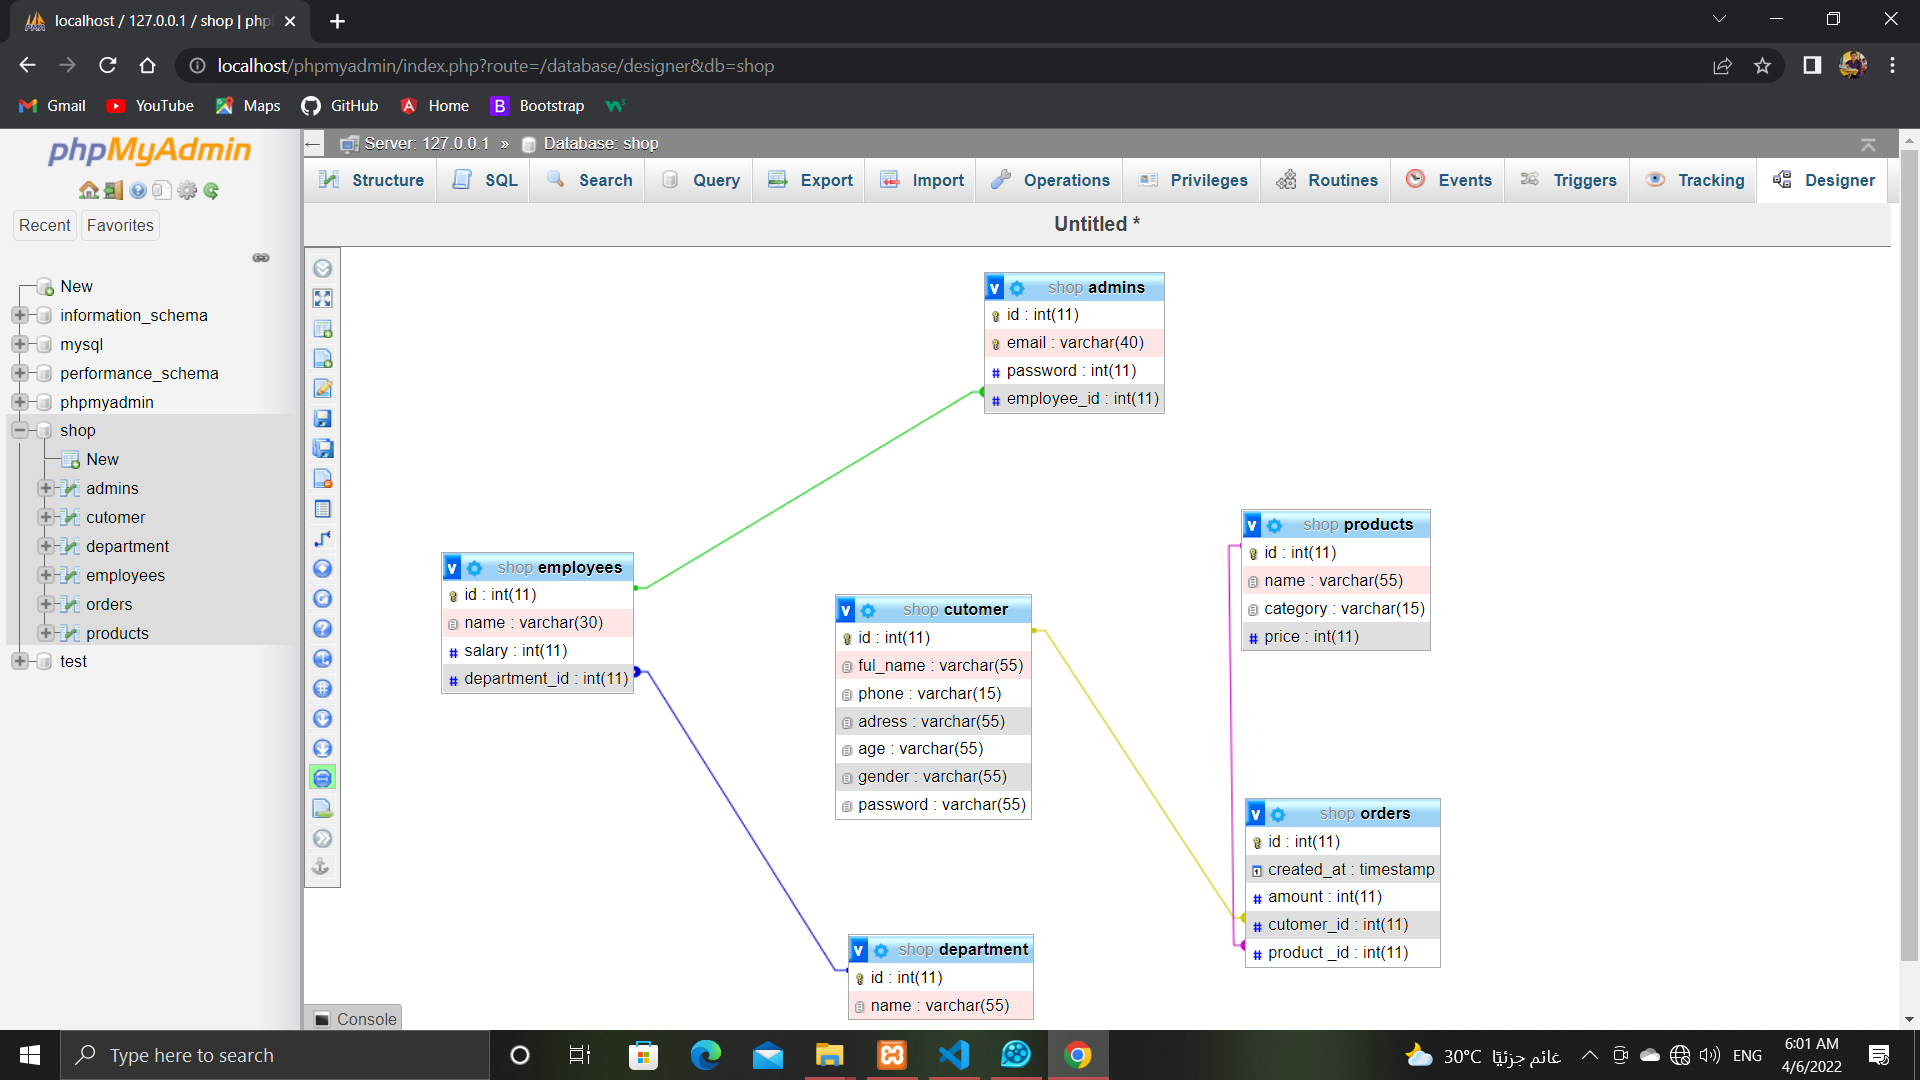 localhost / 127.0.0.1 / shop | php
localhost/phpmyadmin/index.php?route=/database/designer&db=shop
Gmail YouTube Maps GitHub Home Bootstrap
phpMyAdmin
Recent Favorites
New
information_schema
mysql
performance_schema
phpmyadmin
shop
New
admins
cutomer
department
employees
orders
products
test
Server: 127.0.0.1 » Database: shop
Structure SQL Search Query Export Import Operations Privileges Routines Events Triggers Tracking Designer
Untitled *
shop admins
id : int(11)
email : varchar(40)
password : int(11)
employee_id : int(11)
shop employees
id : int(11)
name : varchar(30)
salary : int(11)
department_id : int(11)
shop cutomer
id : int(11)
ful_name : varchar(55)
phone : varchar(15)
adress : varchar(55)
age : varchar(55)
gender : varchar(55)
password : varchar(55)
shop products
id : int(11)
name : varchar(55)
category : varchar(15)
price : int(11)
shop orders
id : int(11)
created_at : timestamp
amount : int(11)
cutomer_id : int(11)
product _id : int(11)
shop department
id : int(11)
name : varchar(55)
Console
Type here to search
30°C غائم جزئيًا
ENG
6:01 AM
4/6/2022